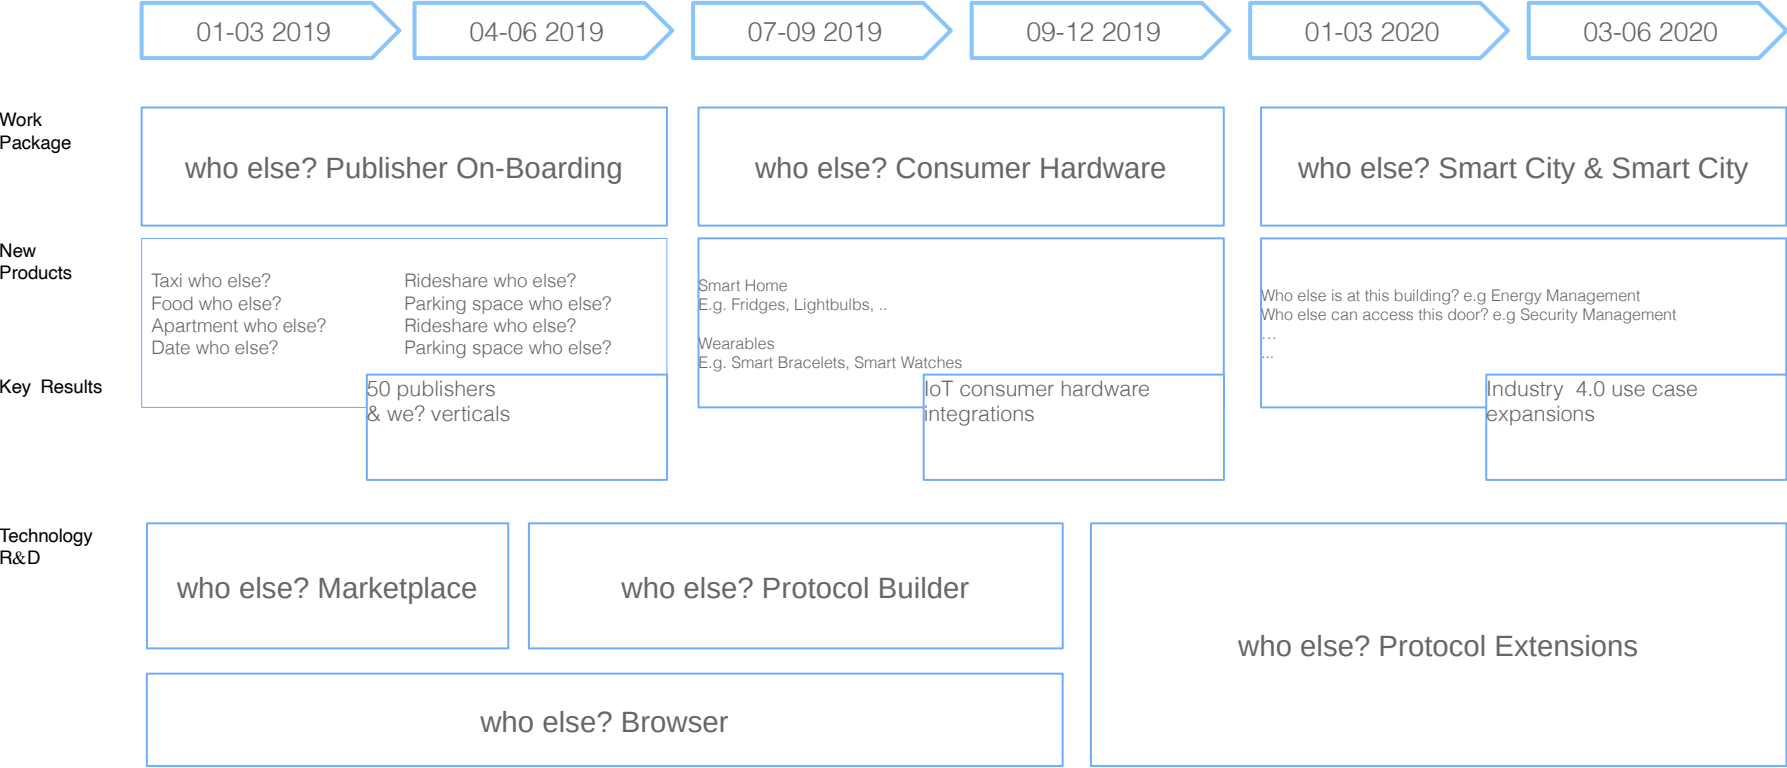 01-03 2019
04-06 2019
07-09 2019
09-12 2019
01-03 2020
03-06 2020
Work
Package
who else? Publisher On-Boarding
who else? Consumer Hardware
who else? Smart City & Smart City
New
Products
Taxi who else?
Food who else?
Apartment who else?
Date who else?
Rideshare who else?
Parking space who else?
Rideshare who else?
Parking space who else?
Smart Home
E.g. Fridges, Lightbulbs, ..
Wearables
E.g. Smart Bracelets, Smart Watches
Who else is at this building? e.g Energy Management
Who else can access this door? e.g Security Management
...
...
Key Results
50 publishers
& we? verticals
IoT consumer hardware
integrations
Industry 4.0 use case
expansions
Technology
R&D
who else? Marketplace
who else? Protocol Builder
who else? Protocol Extensions
who else? Browser